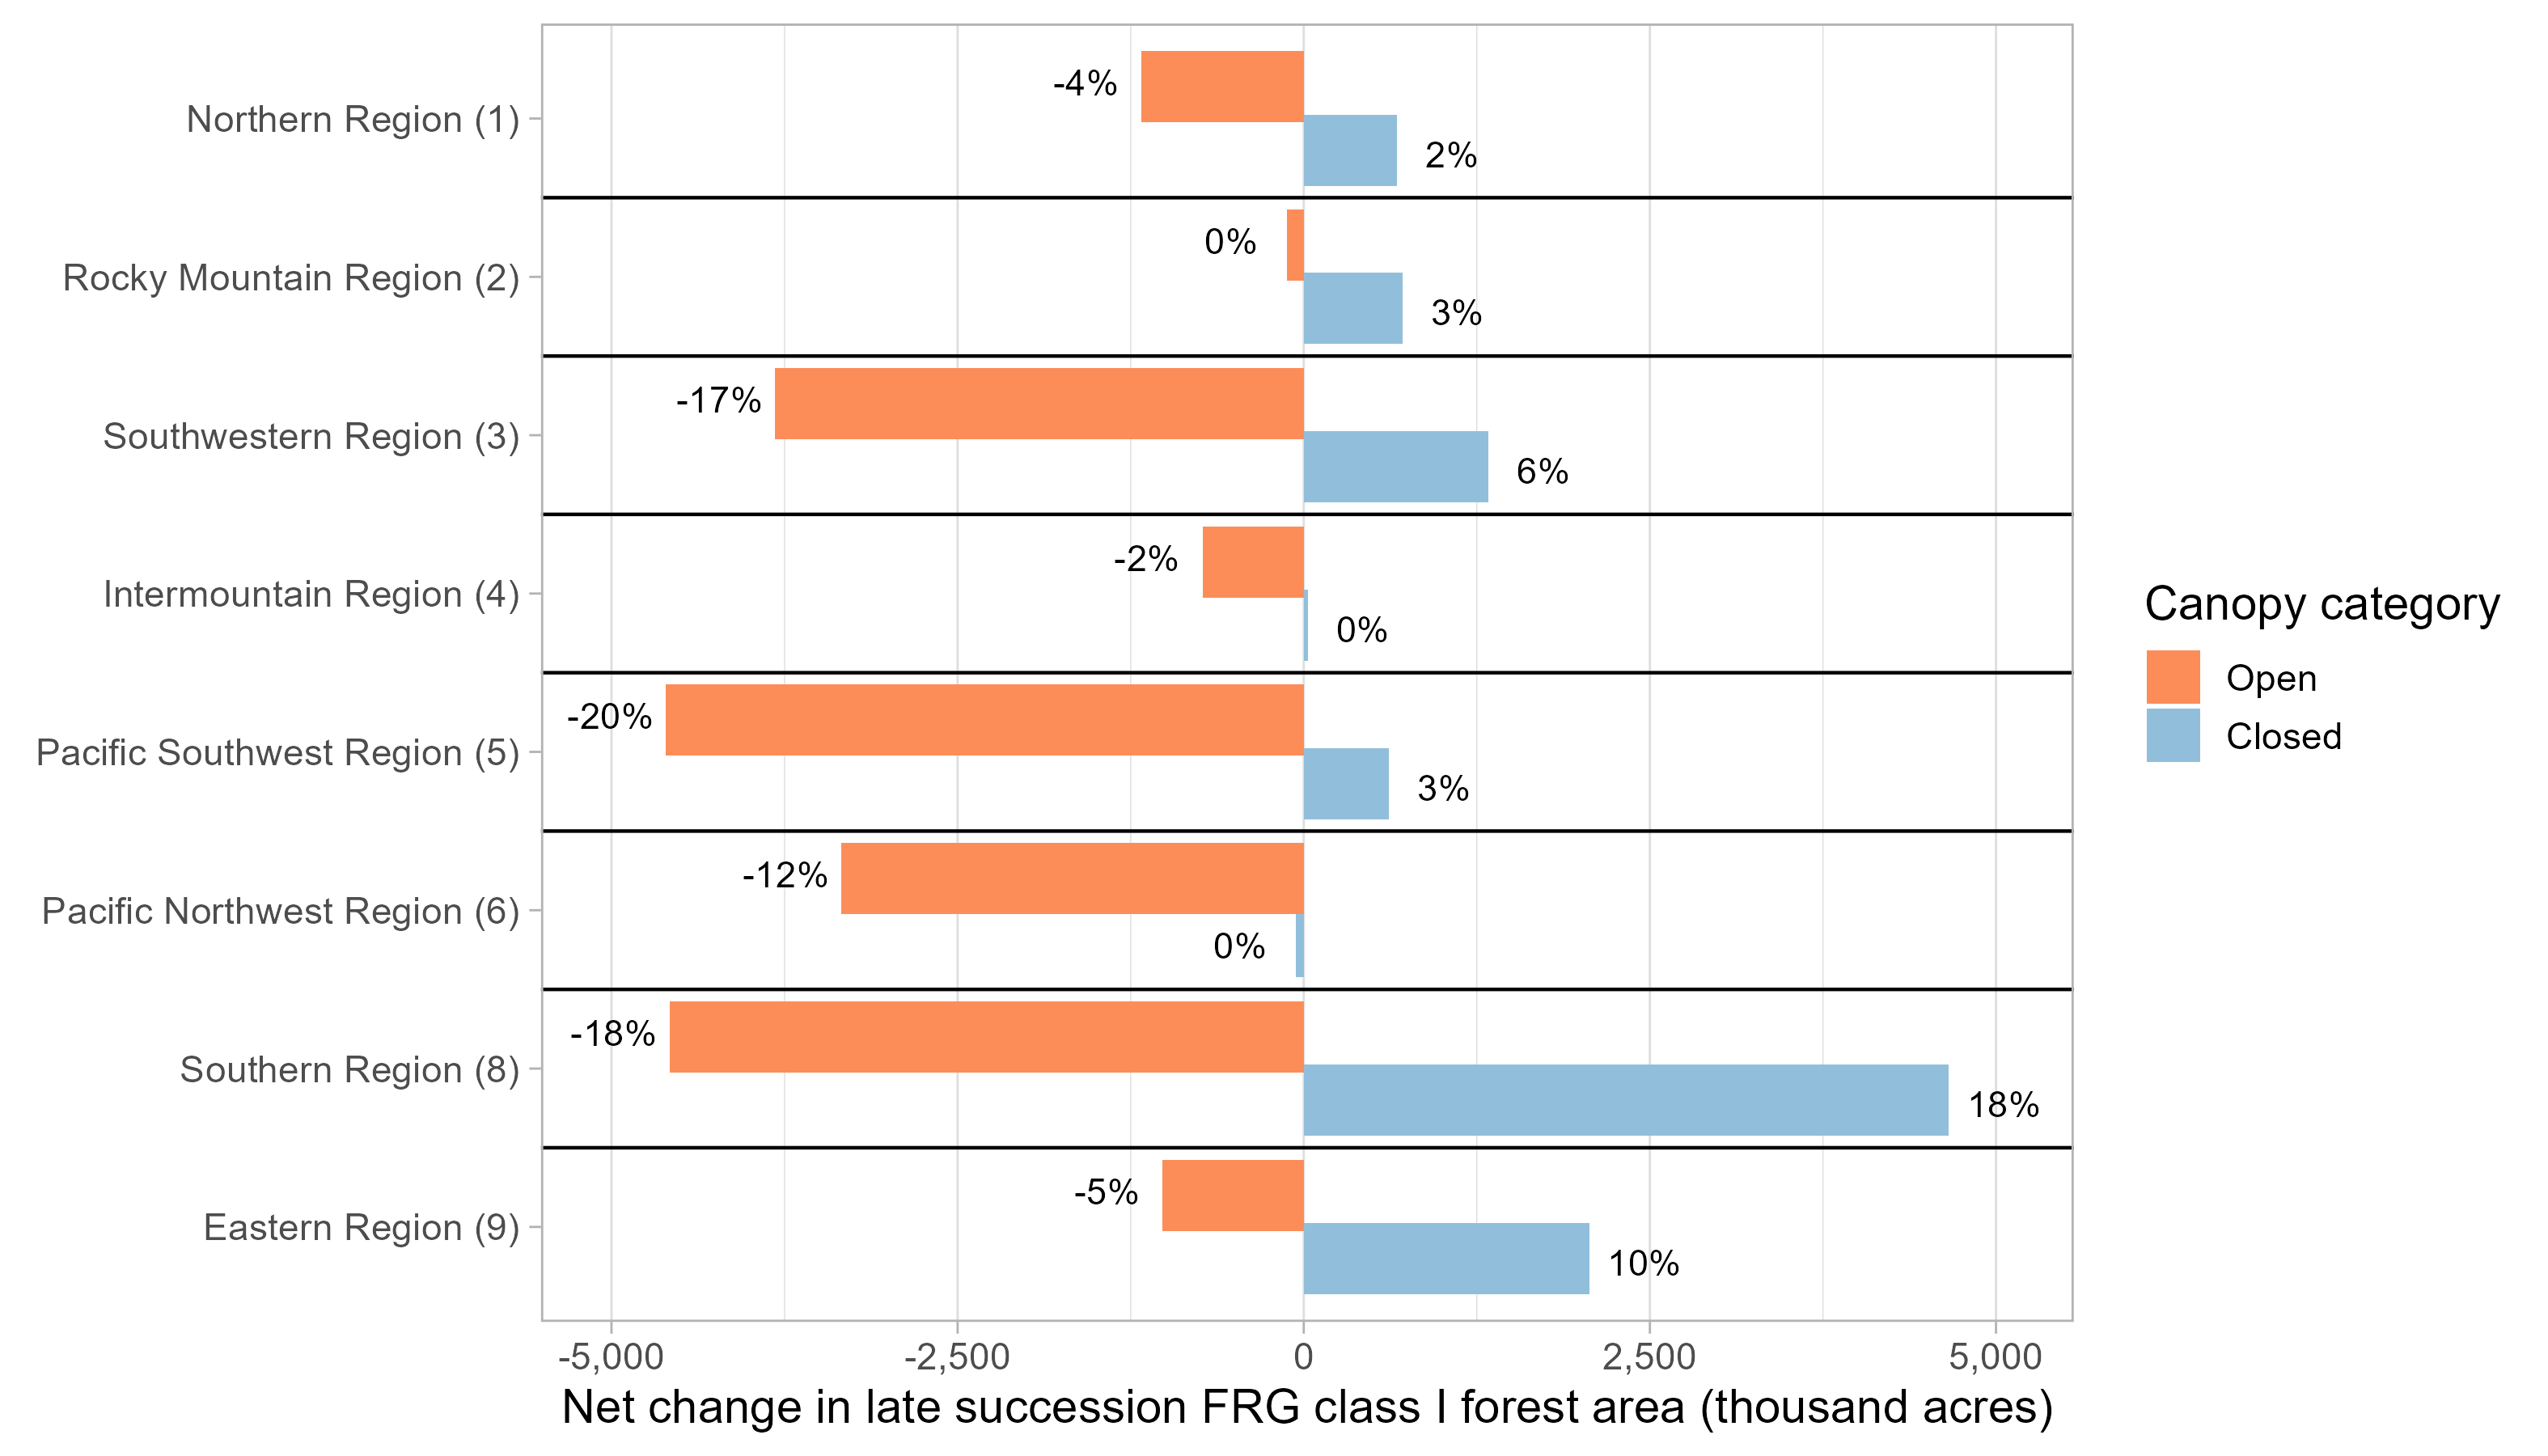 Northern Region (1)
-4%
2%
Rocky Mountain Region (2)
0%
3%
Southwestern Region (3)
-17%
6%
Intermountain Region (4)
-2%
0%
Pacific Southwest Region (5)
-20%
3%
Pacific Northwest Region (6)
-12%
0%
Southern Region (8)
-18%
18%
Eastern Region (9)
-5%
10%
-5,000 -2,500 0 2,500 5,000
Net change in late succession FRG class I forest area (thousand acres)
Canopy category
Open
Closed